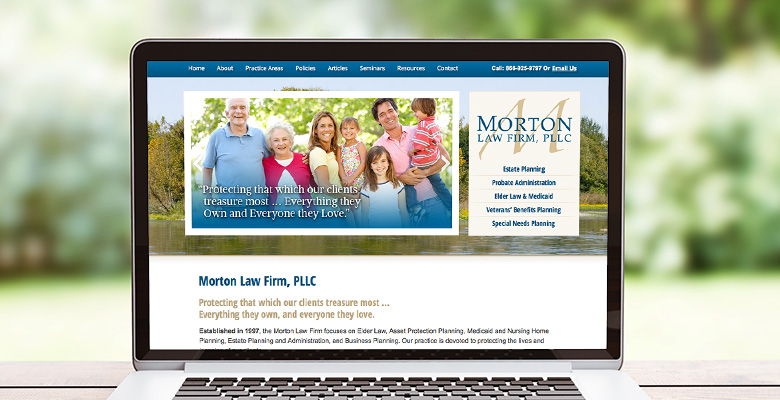 Home About Practice Areas Policies Articles Seminars Resources Contact Call: 866-925-9797 Or Email Us
"Protecting that which our clients
treasure most ... Everything they
Own and Everyone they Love."
M
MORTON
LAW FIRM, PLLC
Estate Planning
Probate Administration
Elder Law & Medicaid
Veterans' Benefits Planning
Special Needs Planning
Morton Law Firm, PLLC
Protecting that which our clients treasure most ...
Everything they own, and everyone they love.
Established in 1997, the Morton Law Firm focuses on Elder Law, Asset Protection Planning, Medicaid and Nursing Home
Planning, Estate Planning and Administration, and Business Planning. Our practice is devoted to protecting the lives and